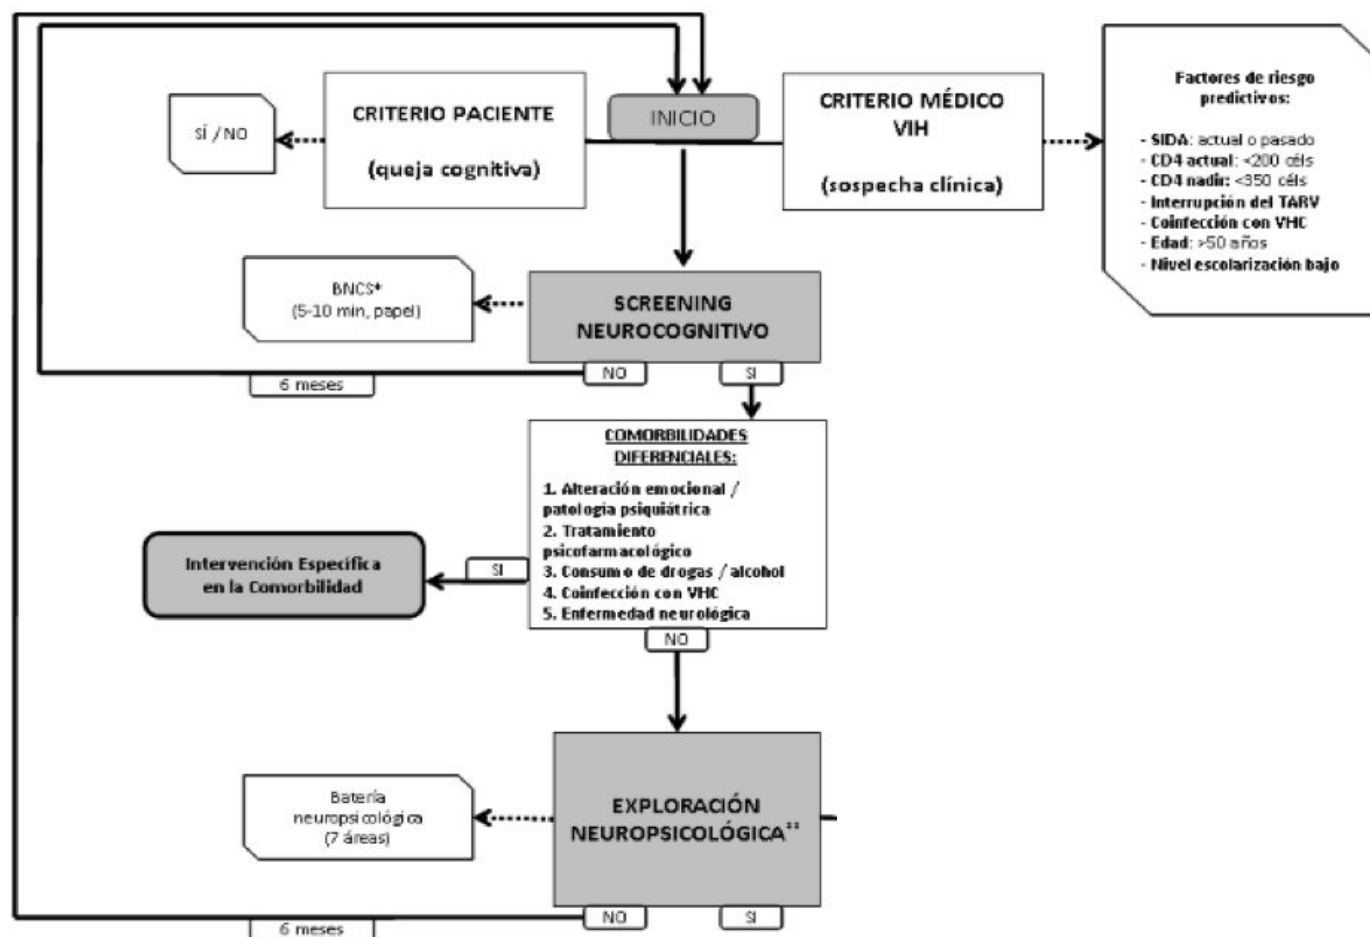 SÍ / NO
CRITERIO PACIENTE
(queja cognitiva)
INICIO
CRITERIO MÉDICO
VIH
(sospecha clínica)
Factores de riesgo
predictivos:
- SIDA: actual o pasado
- CD4 actual: <200 céls
- CD4 nadir: <350 céls
- Interrupción del TARV
- Coinfección con VHC
- Edad: >50 años
- Nivel escolarización bajo
BNCS*
(5-10 min, papel)
SCREENING
NEUROCOGNITIVO
NO
SI
6 meses
COMORBILIDADES
DIFERENCIALES:
1. Alteración emocional /
patología psiquiátrica
2. Tratamiento
psicofarmacológico
3. Consumo de drogas / alcohol
4. Coinfección con VHC
5. Enfermedad neurológica
SI
Intervención Específica
en la Comorbilidad
NO
Batería
neuropsicológica
(7 áreas)
EXPLORACIÓN
NEUROPSICOLÓGICA**
NO
SI
6 meses